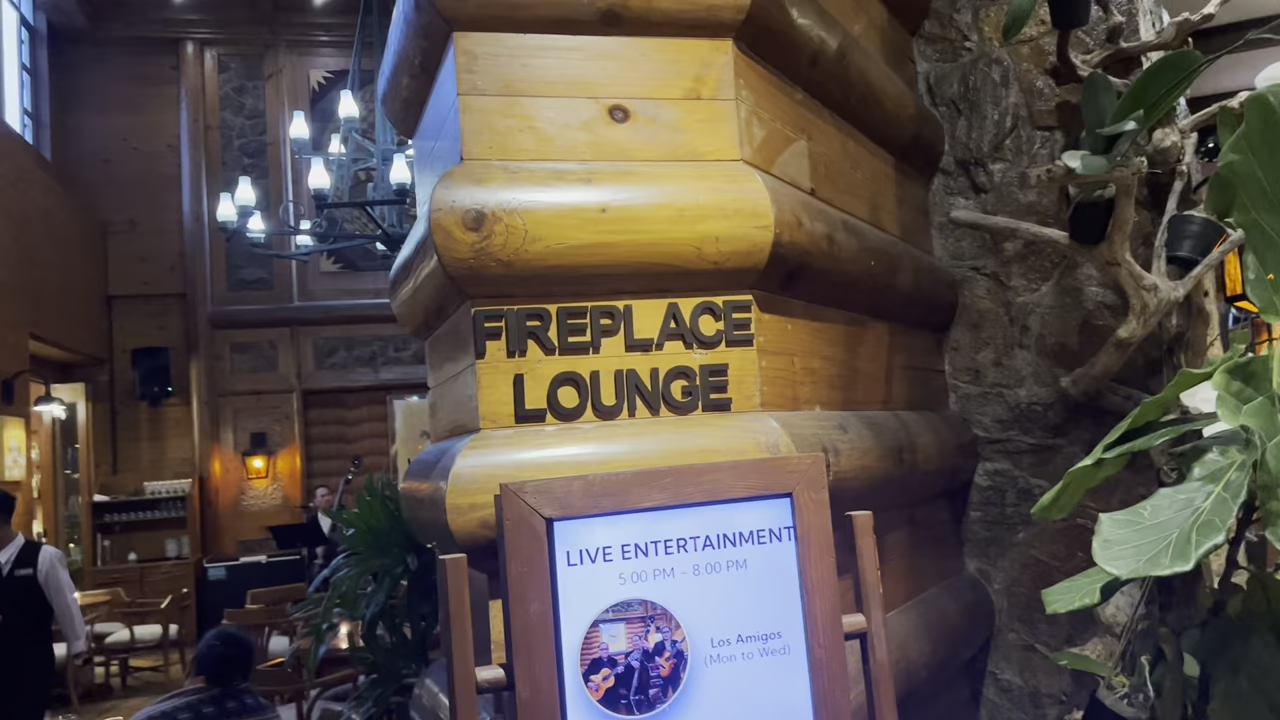 FIREPLACE
LOUNGE
LIVE ENTERTAINMENT
5:00 PM – 8:00 PM
Los Amigos
(Mon to Wed)